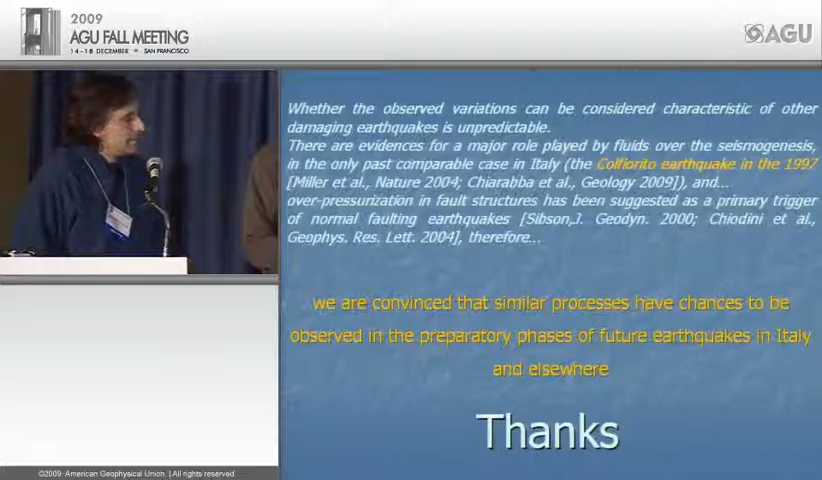 2009
AGU FALL MEETING
14 - 18 DECEMBER • SAN FRANCISCO
AGU
Whether the observed variations can be considered characteristic of other
damaging earthquakes is unpredictable.
There are evidences for a major role played by fluids over the seismogenesis,
in the only past comparable case in Italy (the Colfiorito earthquake in the 1997
[Miller et al., Nature 2004; Chiarabba et al., Geology 2009]), and...
over-pressurization in fault structures has been suggested as a primary trigger
of normal faulting earthquakes [Sibson,J. Geodyn. 2000; Chiodini et al.,
Geophys. Res. Lett. 2004], therefore...
we are convinced that similar processes have chances to be
observed in the preparatory phases of future earthquakes in Italy
and elsewhere
Thanks
©2009. American Geophysical Union. | All rights reserved.